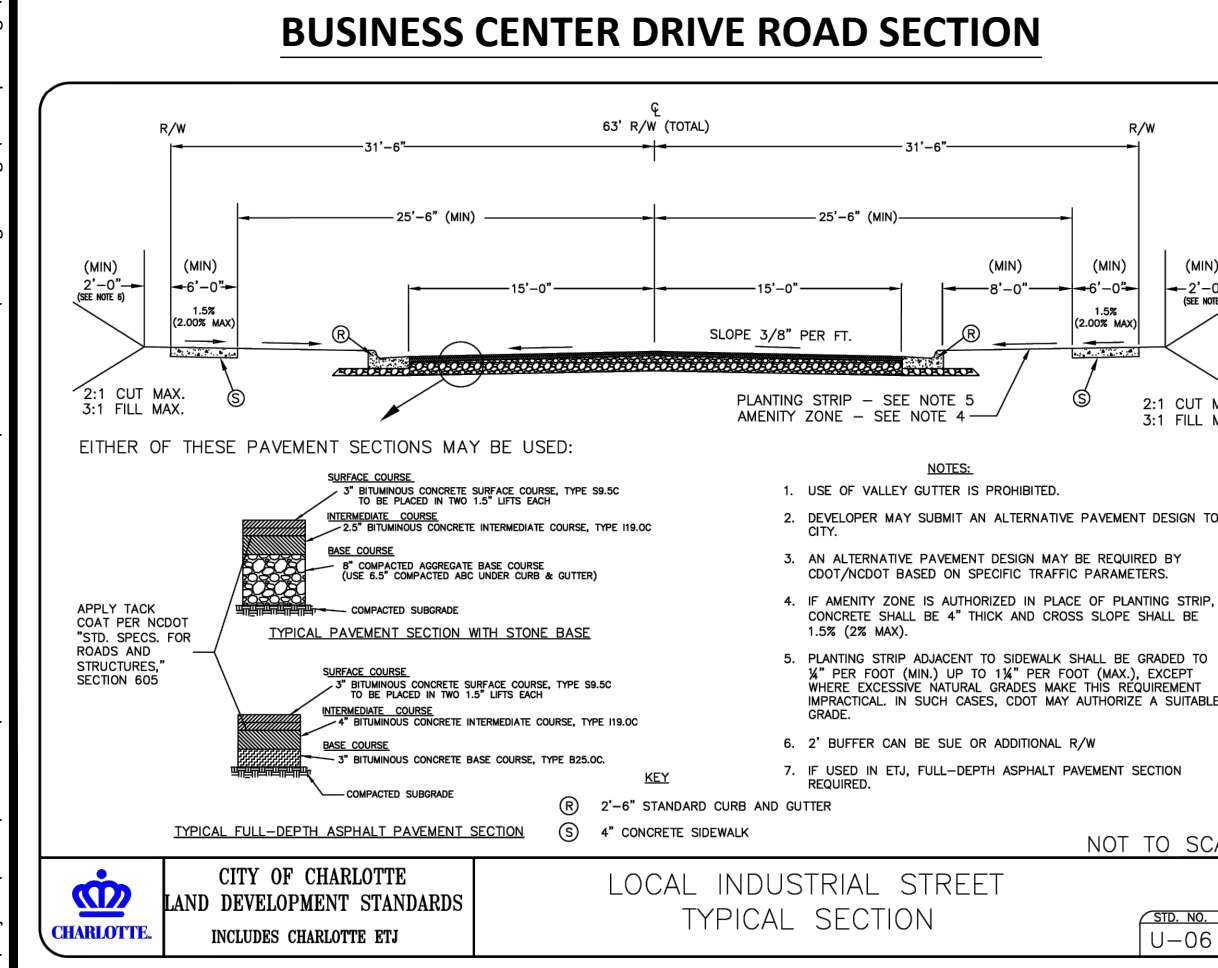 BUSINESS CENTER DRIVE ROAD SECTION
℄
R/W
63' R/W (TOTAL)
R/W
31'-6"
31'-6"
25'-6" (MIN)
25'-6" (MIN)
(MIN)
2'-0"
(SEE NOTE 6)
(MIN)
6'-0"
1.5%
(2.00% MAX)
15'-0"
15'-0"
(MIN)
8'-0"
(MIN)
6'-0"
1.5%
(2.00% MAX)
(MIN)
2'-0
(SEE NOTE
R
SLOPE 3/8" PER FT.
R
2:1 CUT MAX.
3:1 FILL MAX.
S
PLANTING STRIP – SEE NOTE 5
AMENITY ZONE – SEE NOTE 4
S
2:1 CUT M
3:1 FILL M
EITHER OF THESE PAVEMENT SECTIONS MAY BE USED:
SURFACE COURSE
3" BITUMINOUS CONCRETE SURFACE COURSE, TYPE S9.5C
TO BE PLACED IN TWO 1.5" LIFTS EACH
INTERMEDIATE COURSE
2.5" BITUMINOUS CONCRETE INTERMEDIATE COURSE, TYPE I19.0C
BASE COURSE
8" COMPACTED AGGREGATE BASE COURSE
(USE 6.5" COMPACTED ABC UNDER CURB & GUTTER)
COMPACTED SUBGRADE
TYPICAL PAVEMENT SECTION WITH STONE BASE
APPLY TACK
COAT PER NCDOT
"STD. SPECS. FOR
ROADS AND
STRUCTURES,"
SECTION 605
SURFACE COURSE
3" BITUMINOUS CONCRETE SURFACE COURSE, TYPE S9.5C
TO BE PLACED IN TWO 1.5" LIFTS EACH
INTERMEDIATE COURSE
4" BITUMINOUS CONCRETE INTERMEDIATE COURSE, TYPE I19.0C
BASE COURSE
3" BITUMINOUS CONCRETE BASE COURSE, TYPE B25.0C.
COMPACTED SUBGRADE
TYPICAL FULL-DEPTH ASPHALT PAVEMENT SECTION
KEY
R 2'-6" STANDARD CURB AND GUTTER
S 4" CONCRETE SIDEWALK
NOTES:
1. USE OF VALLEY GUTTER IS PROHIBITED.
2. DEVELOPER MAY SUBMIT AN ALTERNATIVE PAVEMENT DESIGN TO
CITY.
3. AN ALTERNATIVE PAVEMENT DESIGN MAY BE REQUIRED BY
CDOT/NCDOT BASED ON SPECIFIC TRAFFIC PARAMETERS.
4. IF AMENITY ZONE IS AUTHORIZED IN PLACE OF PLANTING STRIP,
CONCRETE SHALL BE 4" THICK AND CROSS SLOPE SHALL BE
1.5% (2% MAX).
5. PLANTING STRIP ADJACENT TO SIDEWALK SHALL BE GRADED TO
¼" PER FOOT (MIN.) UP TO 1¼" PER FOOT (MAX.), EXCEPT
WHERE EXCESSIVE NATURAL GRADES MAKE THIS REQUIREMENT
IMPRACTICAL. IN SUCH CASES, CDOT MAY AUTHORIZE A SUITABLE
GRADE.
6. 2' BUFFER CAN BE SUE OR ADDITIONAL R/W
7. IF USED IN ETJ, FULL-DEPTH ASPHALT PAVEMENT SECTION
REQUIRED.
NOT TO SCA
CHARLOTTE.
CITY OF CHARLOTTE
LAND DEVELOPMENT STANDARDS
INCLUDES CHARLOTTE ETJ
LOCAL INDUSTRIAL STREET
TYPICAL SECTION
STD. NO.
U-06